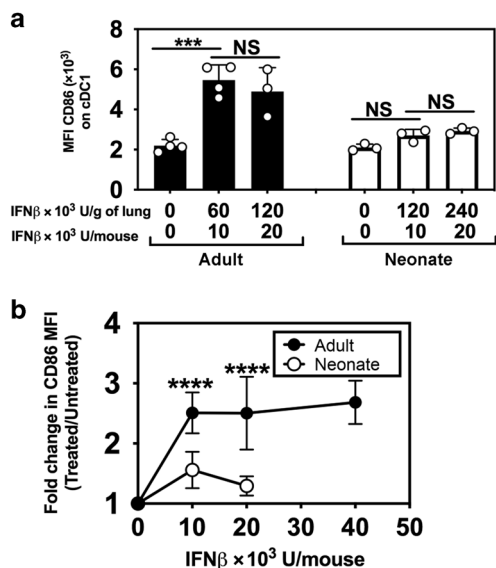 a
MFI CD86 (×10³)
on cDC1
8
6
4
2
0
***
NS
NS
NS
IFNβ × 10³ U/g of lung 0 60 120 0 120 240
IFNβ × 10³ U/mouse 0 10 20 0 10 20
Adult Neonate
b
Fold change in CD86 MFI
(Treated/Untreated)
4
3
2
1
Adult
Neonate
****
****
0 10 20 30 40 50
IFNβ × 10³ U/mouse